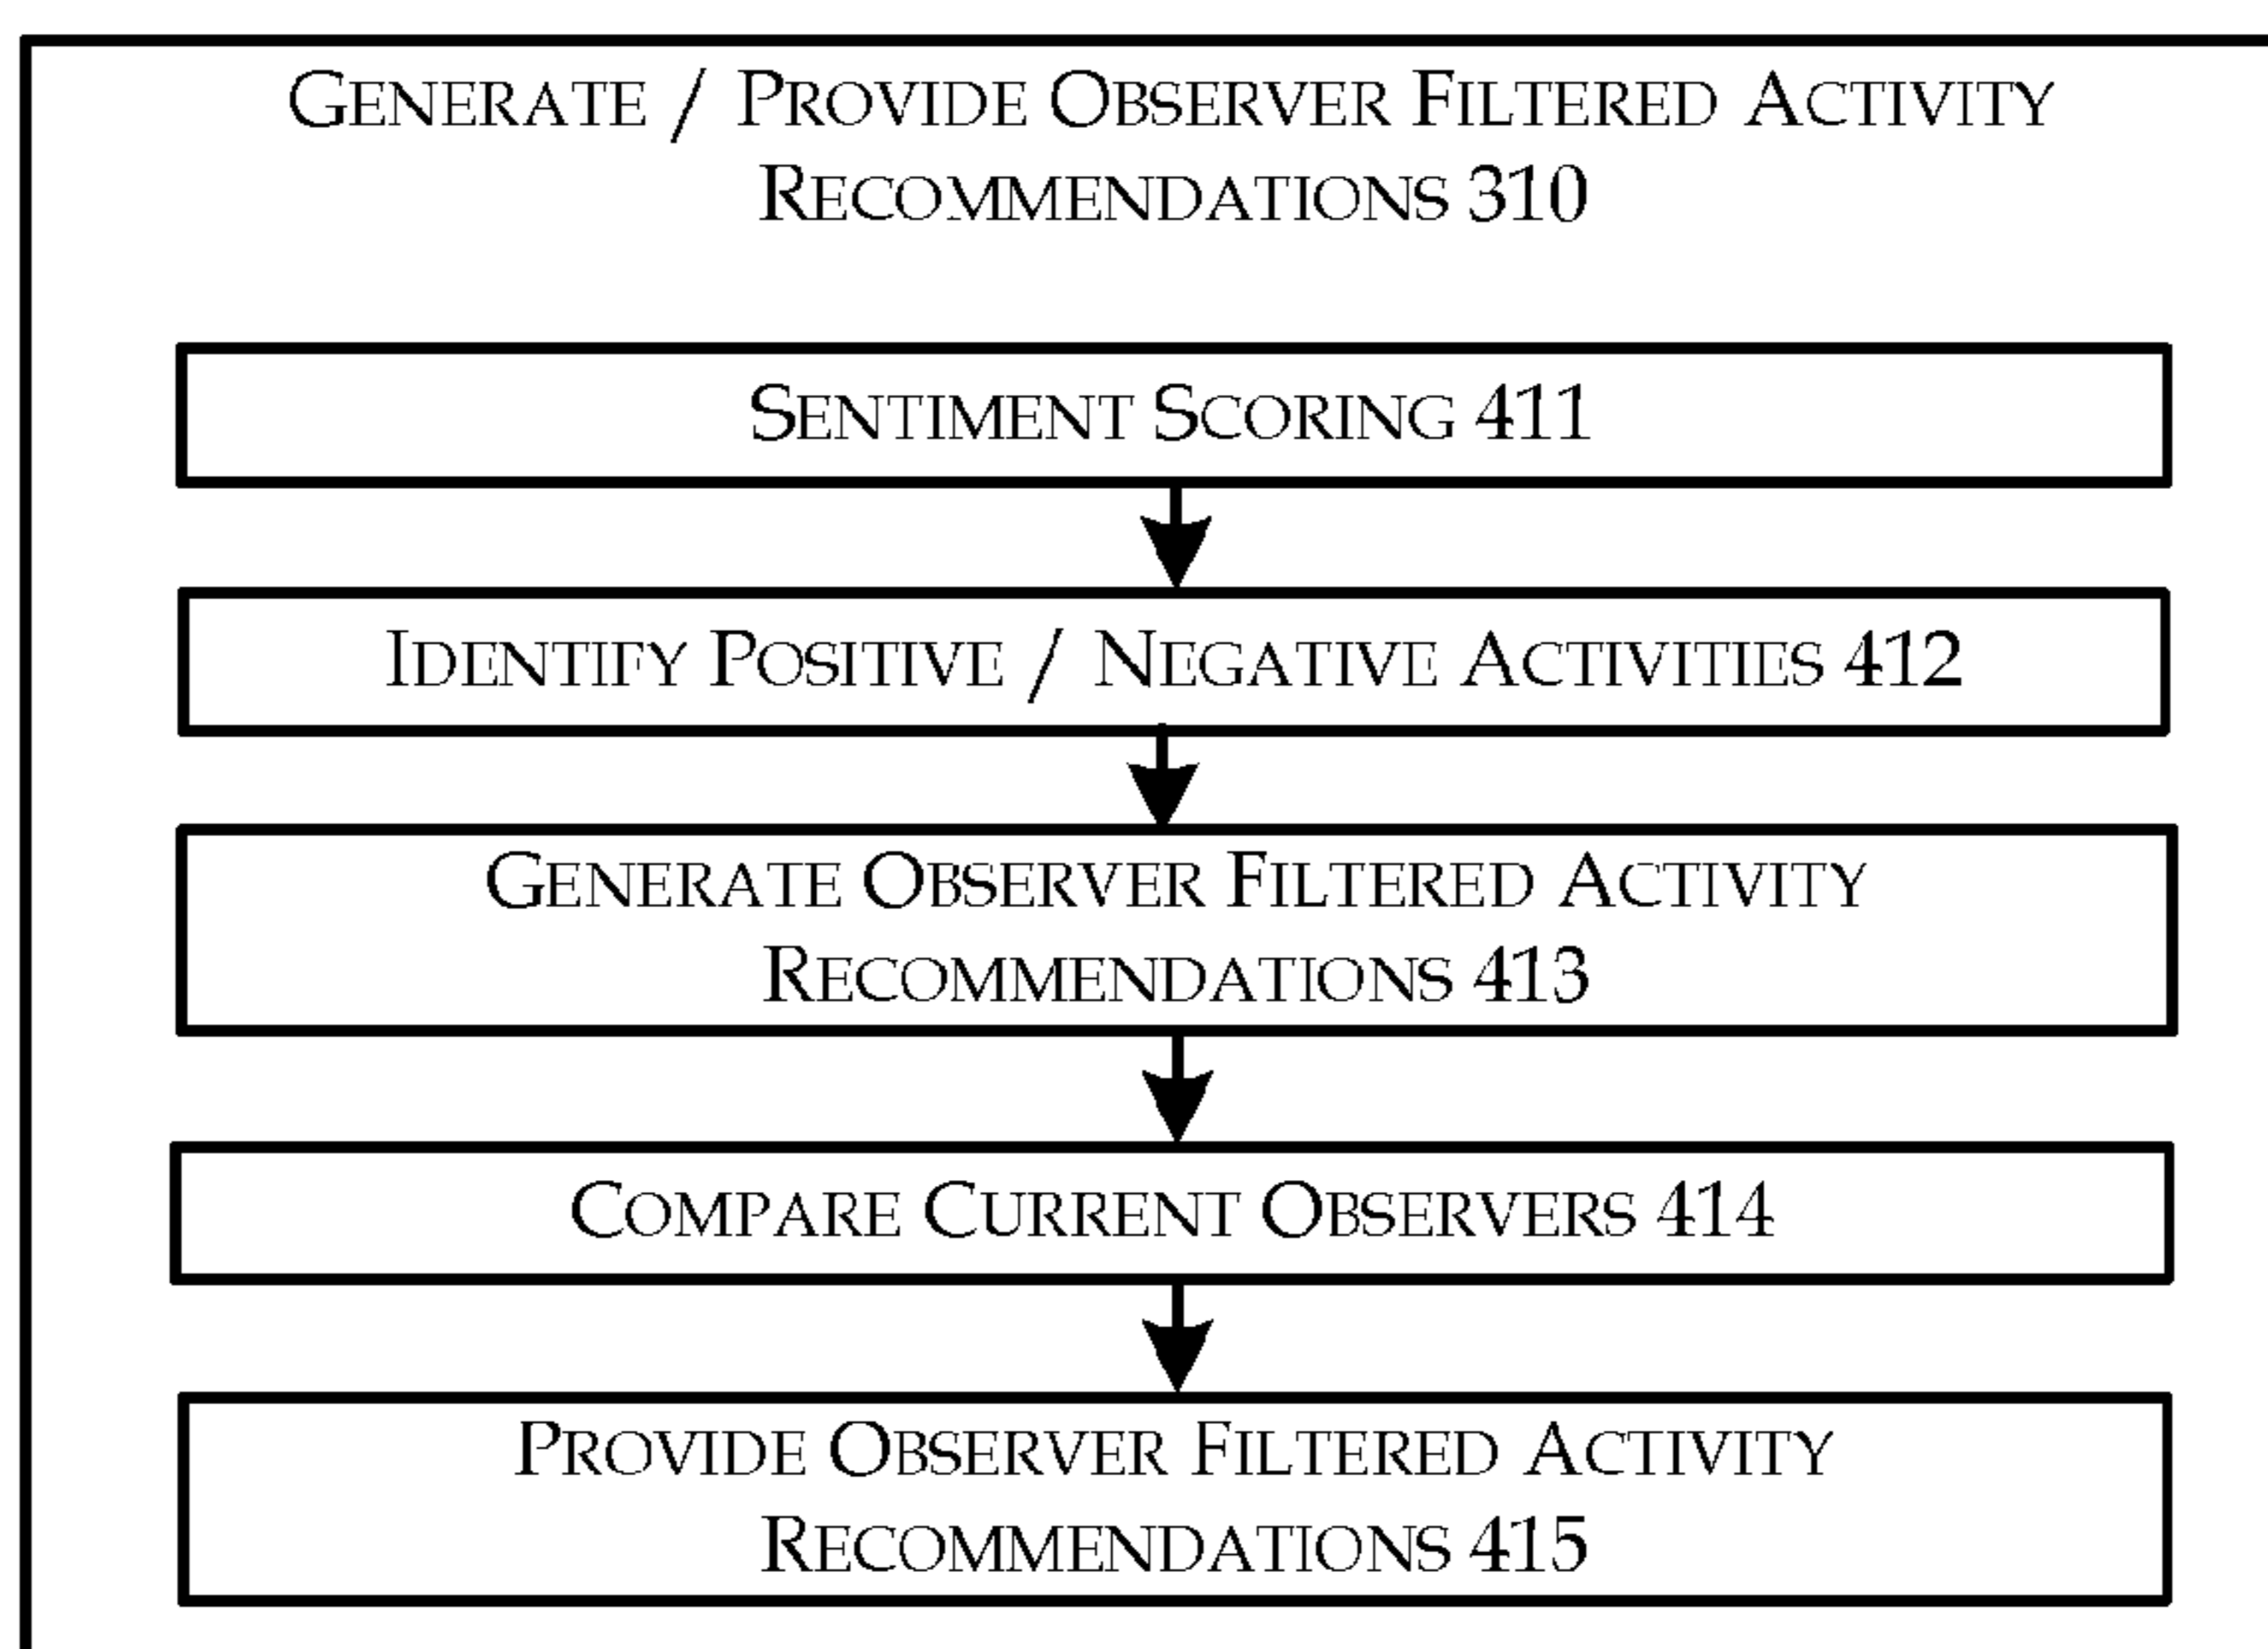 Generate / Provide Observer Filtered Activity
Recommendations 310
Sentiment Scoring 411
Identify Positive / Negative Activities 412
Generate Observer Filtered Activity
Recommendations 413
Compare Current Observers 414
Provide Observer Filtered Activity
Recommendations 415